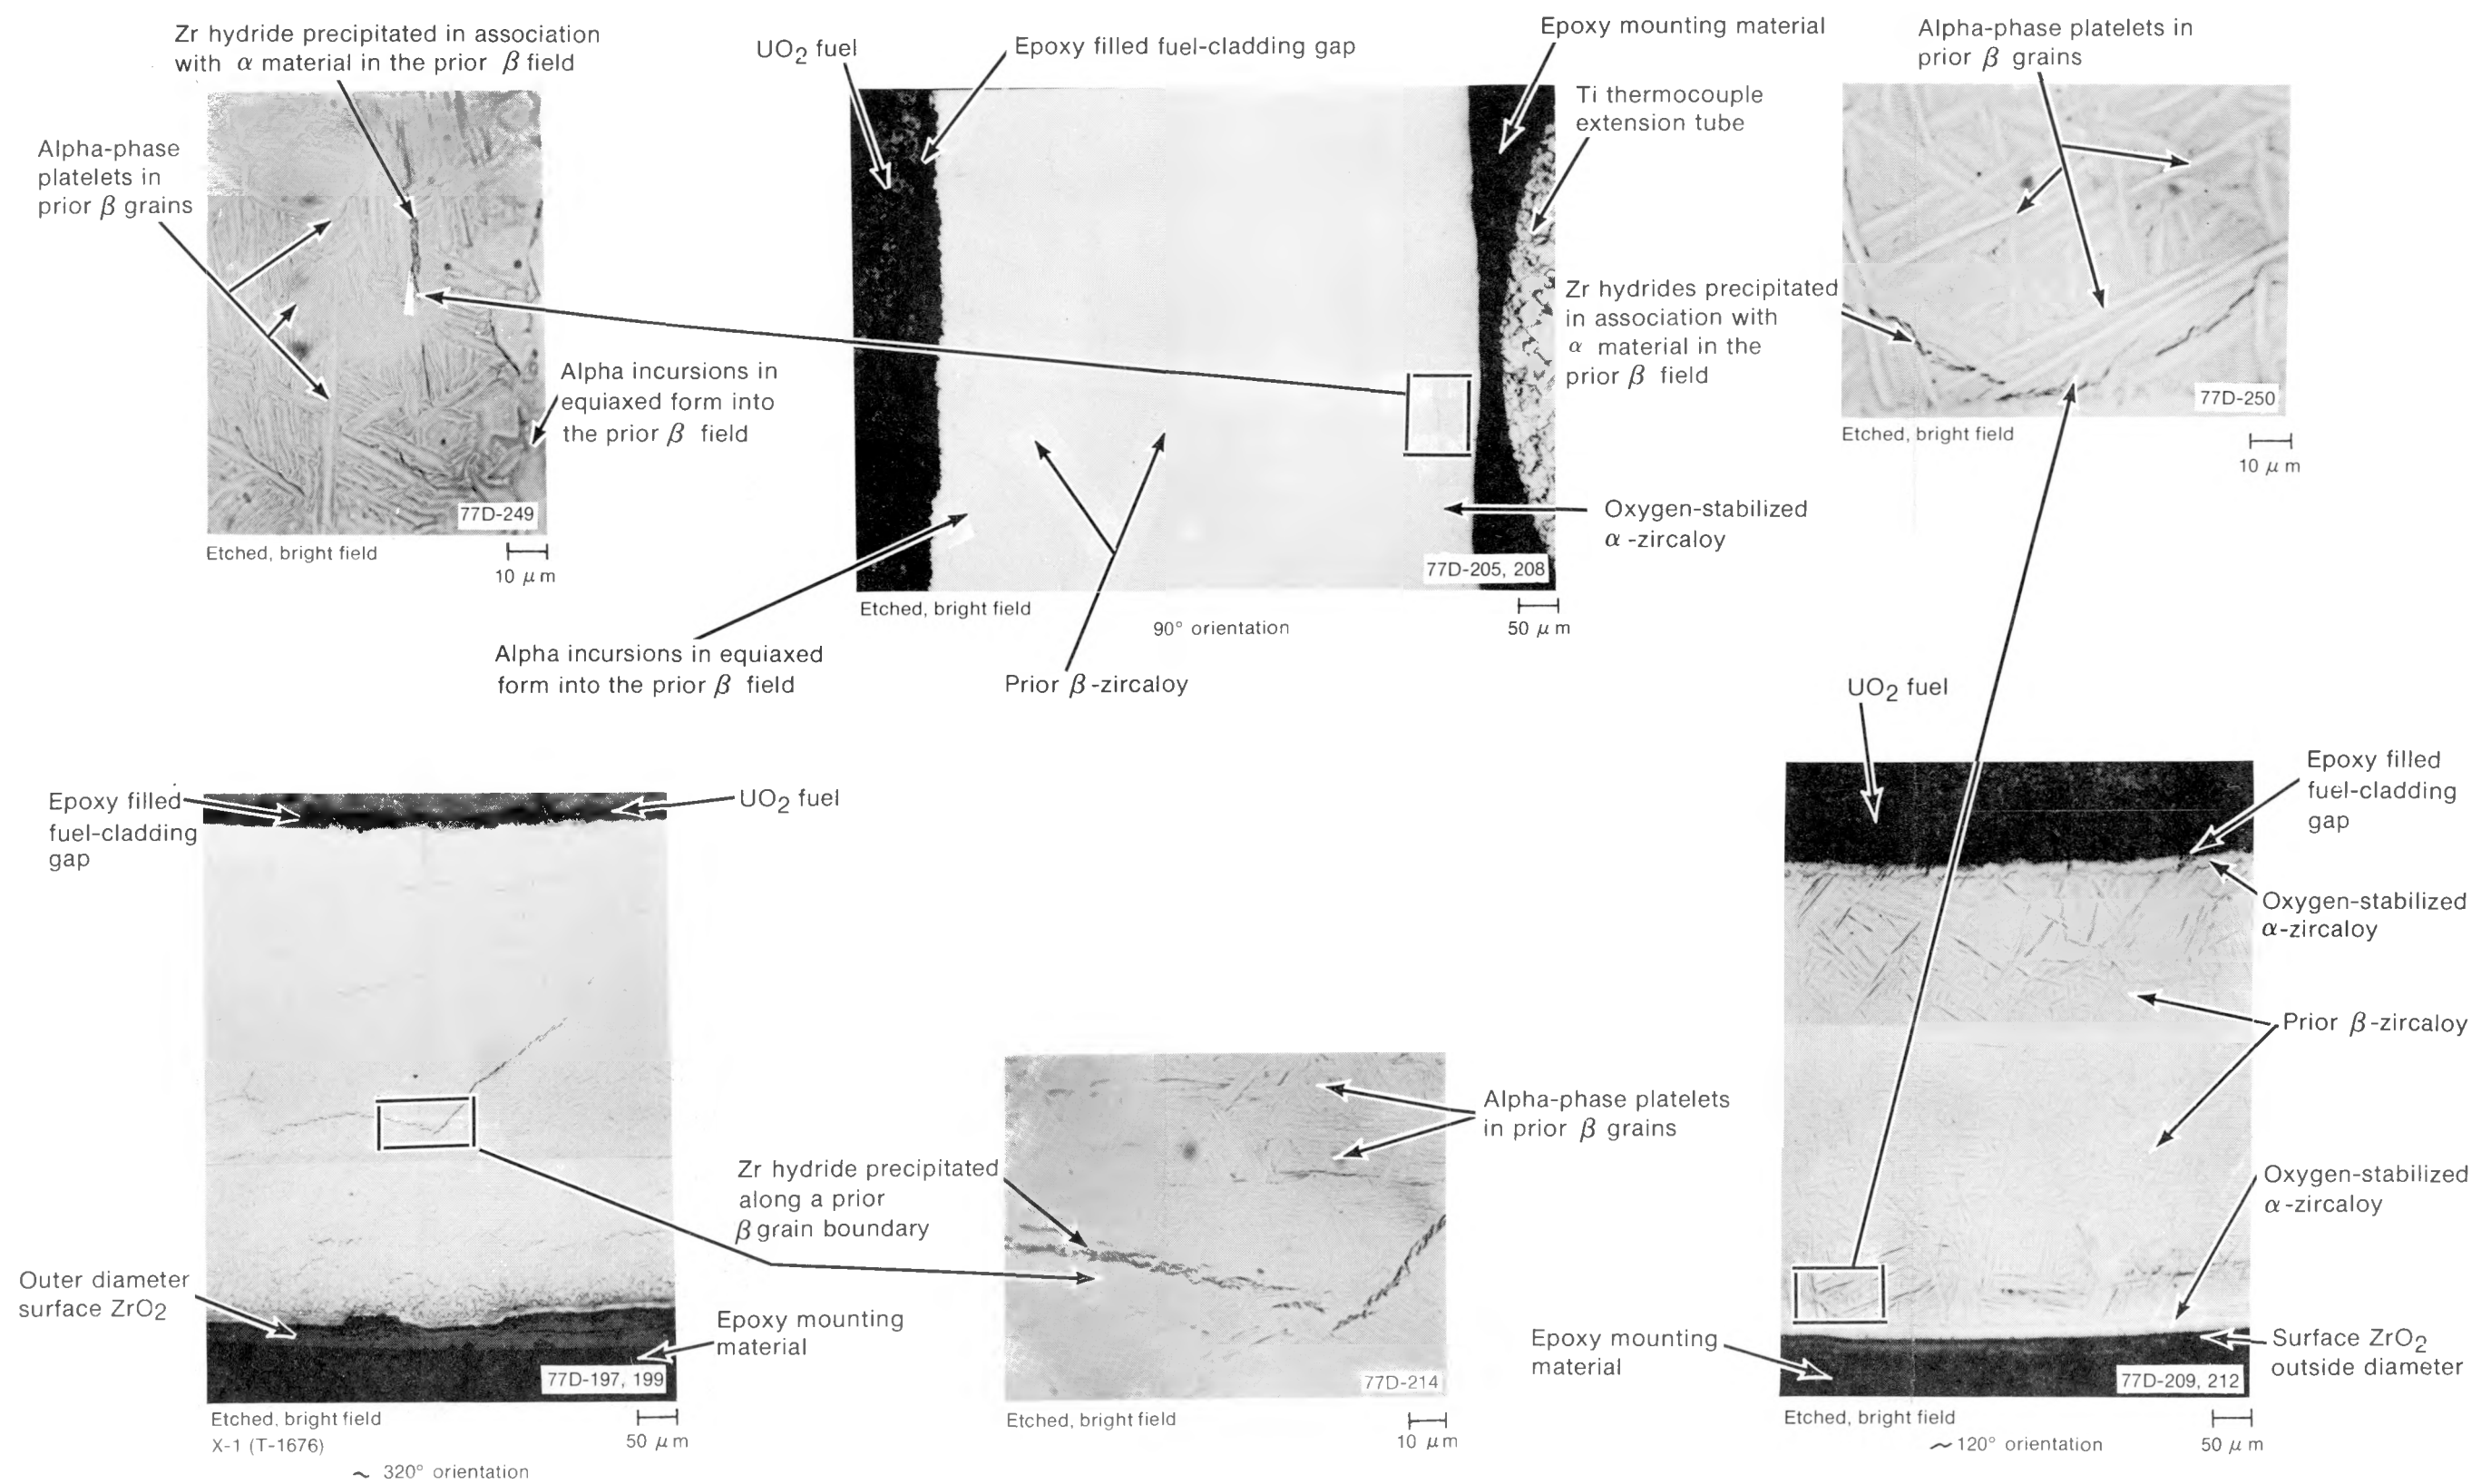 Zr hydride precipitated in association
with α material in the prior β field
Alpha-phase
platelets in
prior β grains
Alpha incursions in
equiaxed form into
the prior β field
77D-249
Etched, bright field
10 μm
UO2 fuel
Epoxy filled fuel-cladding gap
Epoxy mounting material
Ti thermocouple
extension tube
Oxygen-stabilized
α-zircaloy
77D-205, 208
Etched, bright field
90° orientation
50 μm
Alpha incursions in equiaxed
form into the prior β field
Prior β-zircaloy
Alpha-phase platelets in
prior β grains
Zr hydrides precipitated
in association with
α material in the
prior β field
77D-250
Etched, bright field
10 μm
Epoxy filled
fuel-cladding
gap
UO2 fuel
Outer diameter
surface ZrO2
Epoxy mounting
material
77D-197, 199
Etched, bright field
X-1 (T-1676)
50 μm
~ 320° orientation
Zr hydride precipitated
along a prior
β grain boundary
Alpha-phase platelets
in prior β grains
77D-214
Etched, bright field
10 μm
UO2 fuel
Epoxy filled
fuel-cladding
gap
Oxygen-stabilized
α-zircaloy
Prior β-zircaloy
Oxygen-stabilized
α-zircaloy
Epoxy mounting
material
Surface ZrO2
outside diameter
77D-209, 212
Etched, bright field
~120° orientation
50 μm